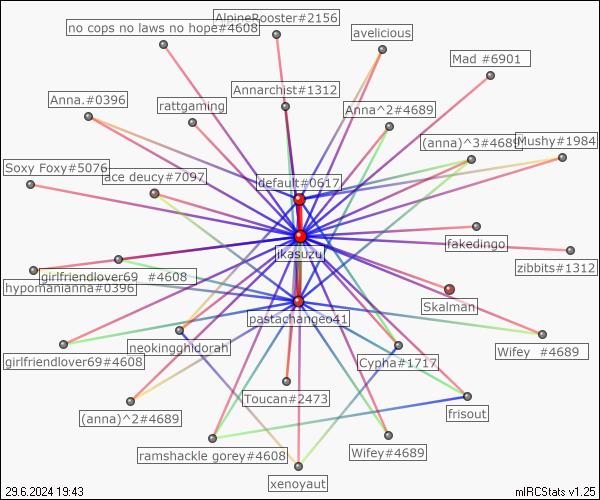 AlpineRooster#2156
no cops no laws no hope#4608
avelicious
Mad #6901
Annarchist#1312
Anna.#0396
rattgaming
Anna^2#4689
(anna)^3#4689
Mushy#1984
Soxy Foxy#5076
ace deucy#7097
default#0617
jkasuzu
fakedingo
zibbits#1312
girlfriendlover69 #4608
hypomanianna#0396
Skalman
pastachangeo41
neokingghidorah
Wifey #4689
girlfriendlover69#4608
Cypha#1717
Toucan#2473
(anna)^2#4689
frisout
ramshackle gorey#4608
Wifey#4689
xenoyaut
29.6.2024 19:43
mIRCStats v1.25